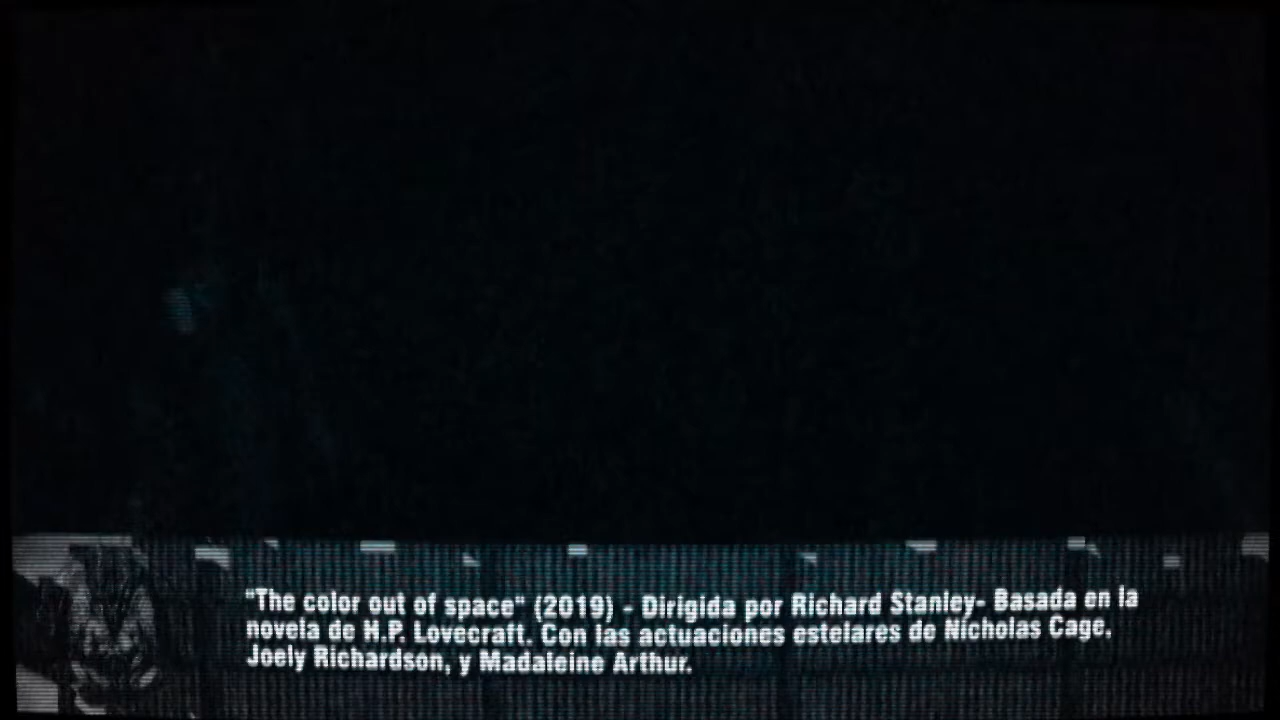 "The color out of space" (2019) - Dirigida por Richard Stanley- Basada en la
novela de H.P. Lovecraft. Con las actuaciones estelares de Nicholas Cage,
Joely Richardson, y Madaleine Arthur.